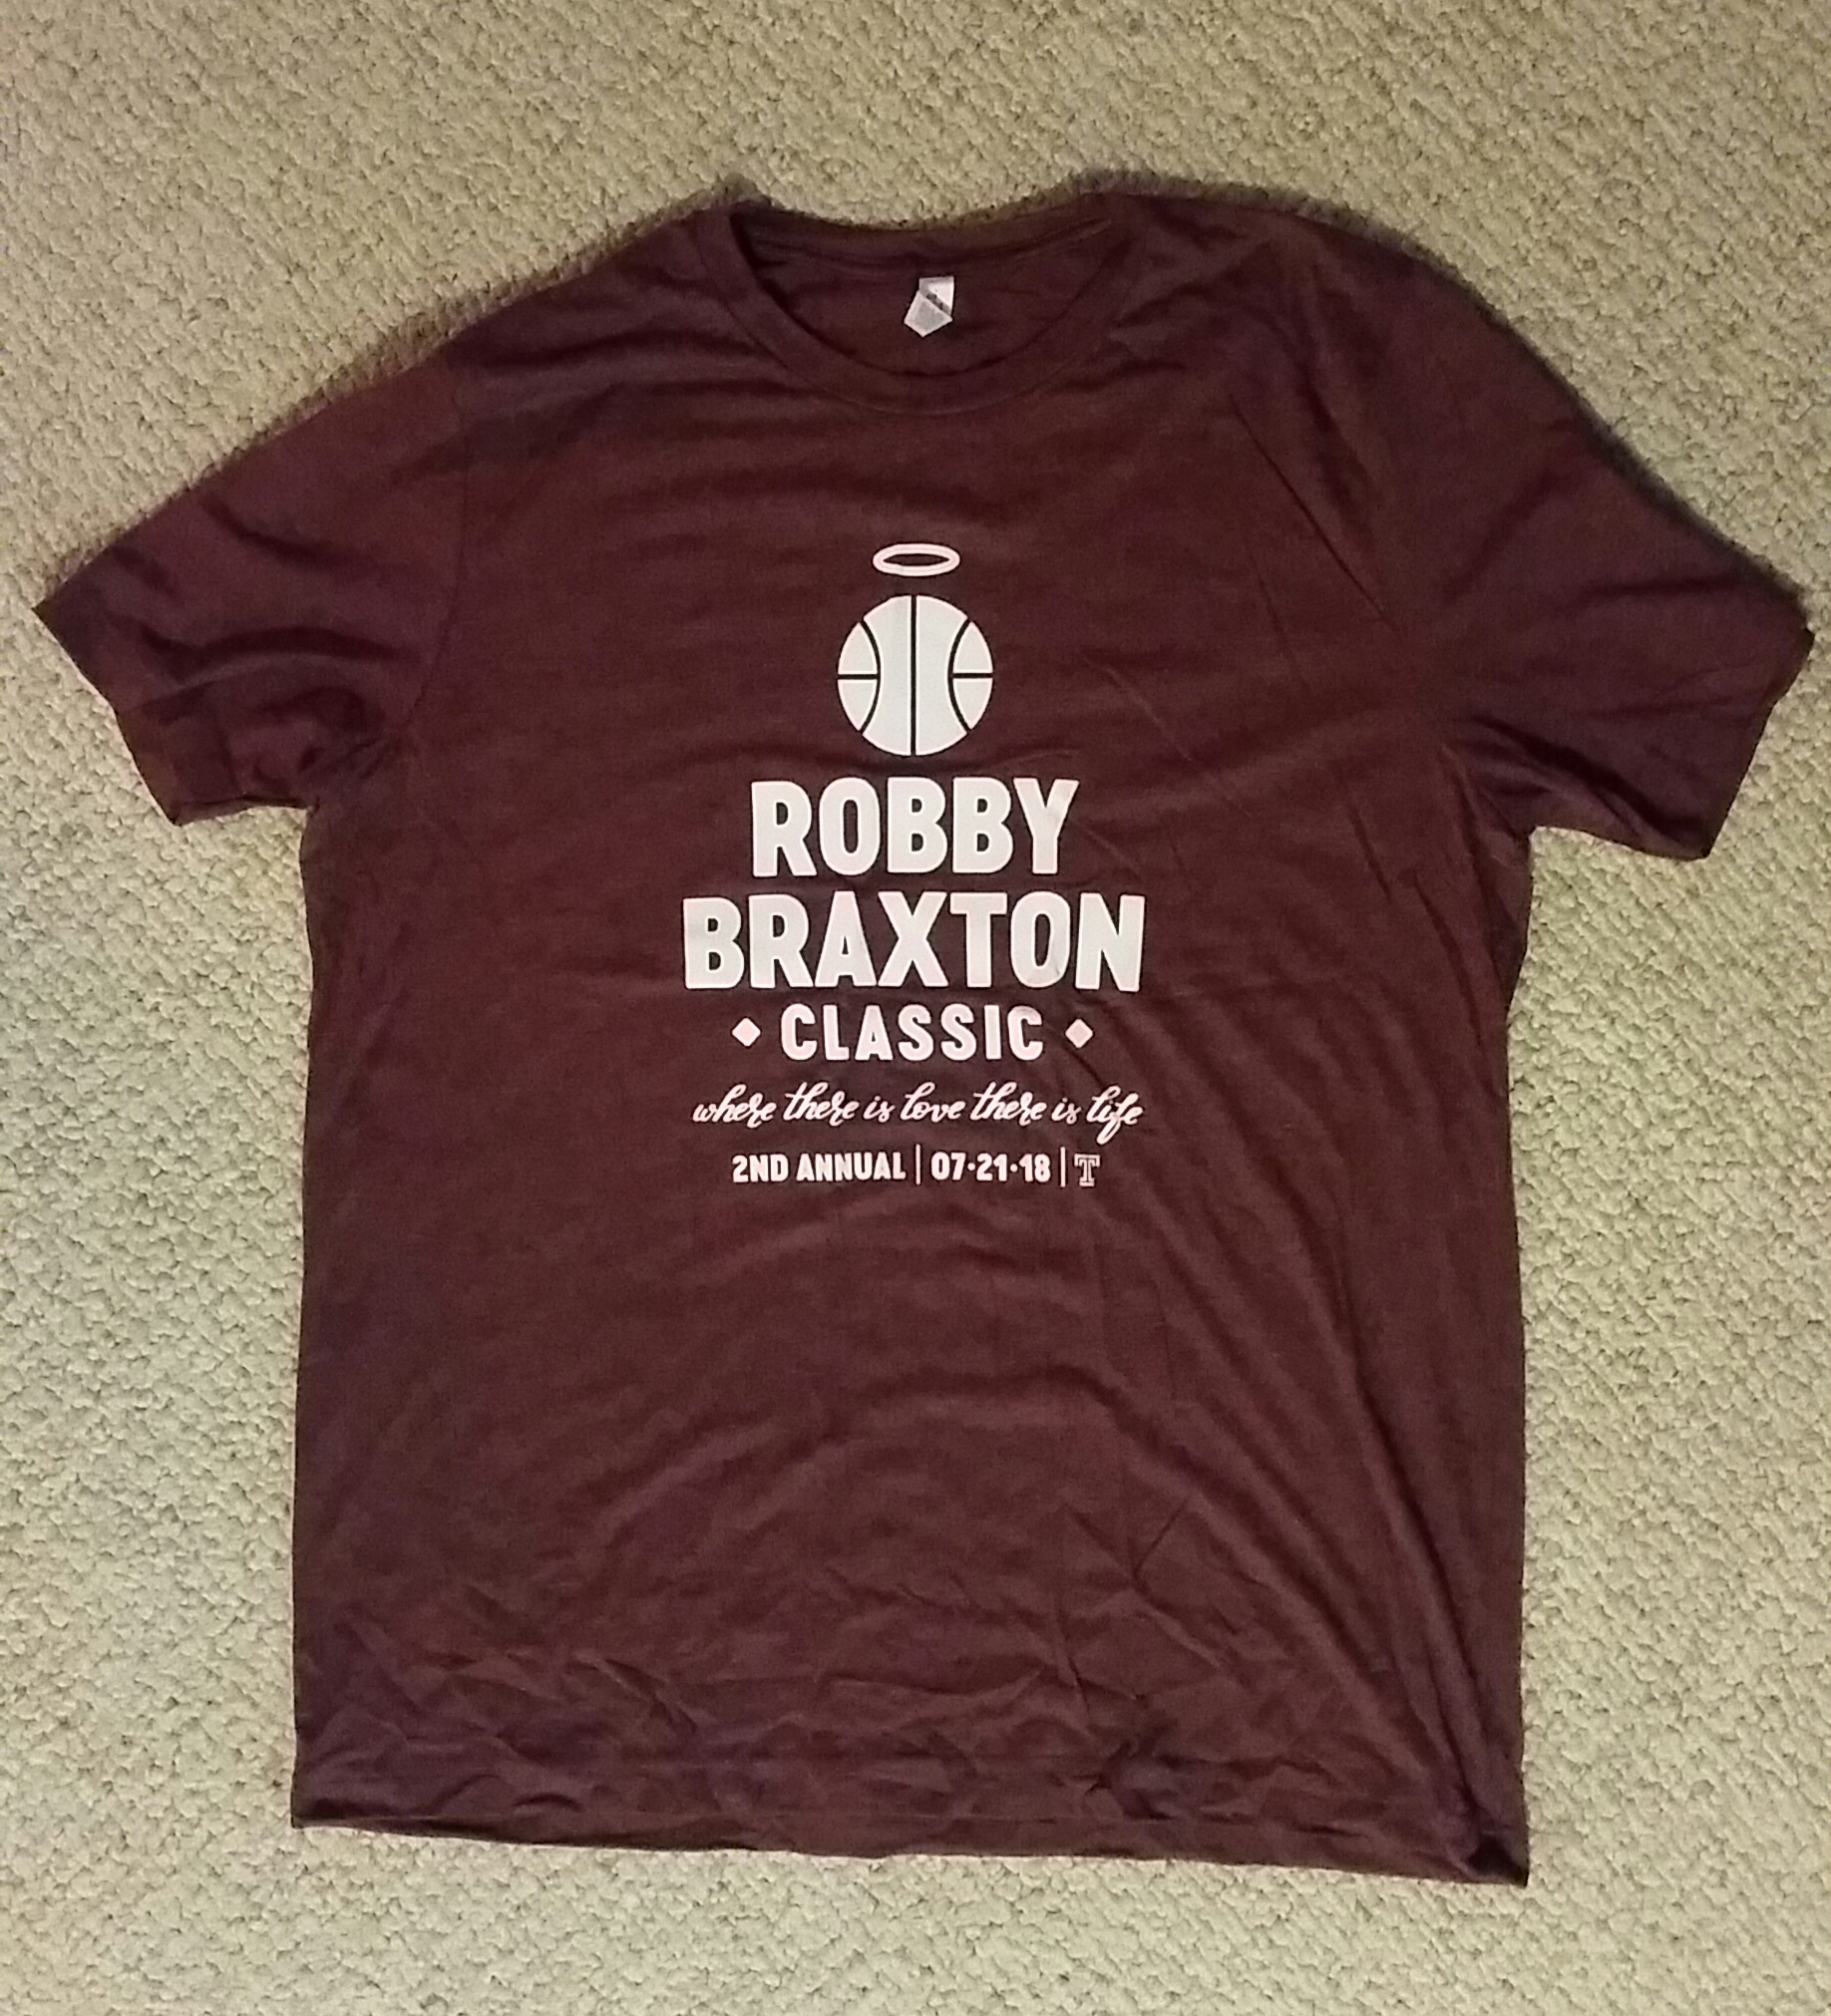 ROBBY
BRAXTON
CLASSIC
where there is love there is life
2ND ANNUAL | 07·21·18 | T